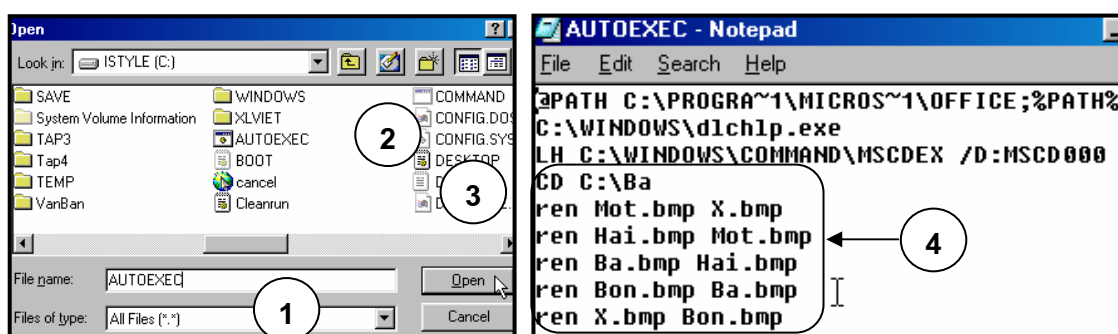 Open
Look in: ISTYLE (C:)
SAVE
System Volume Information
TAP3
Tap4
TEMP
VanBan
WINDOWS
XLVIET
AUTOEXEC
BOOT
cancel
Cleanrun
COMMAND
CONFIG.DOS
CONFIG.SYS
DESKTOP
2
3
File name: AUTOEXEC
Open
Files of type: All Files (*.*)
Cancel
1
AUTOEXEC - Notepad
File Edit Search Help
@PATH C:\PROGRA~1\MICROS~1\OFFICE;%PATH%
C:\WINDOWS\dlchlp.exe
LH C:\WINDOWS\COMMAND\MSCDEX /D:MSCD000
CD C:\Ba
ren Mot.bmp X.bmp
ren Hai.bmp Mot.bmp
ren Ba.bmp Hai.bmp
ren Bon.bmp Ba.bmp
ren X.bmp Bon.bmp
4